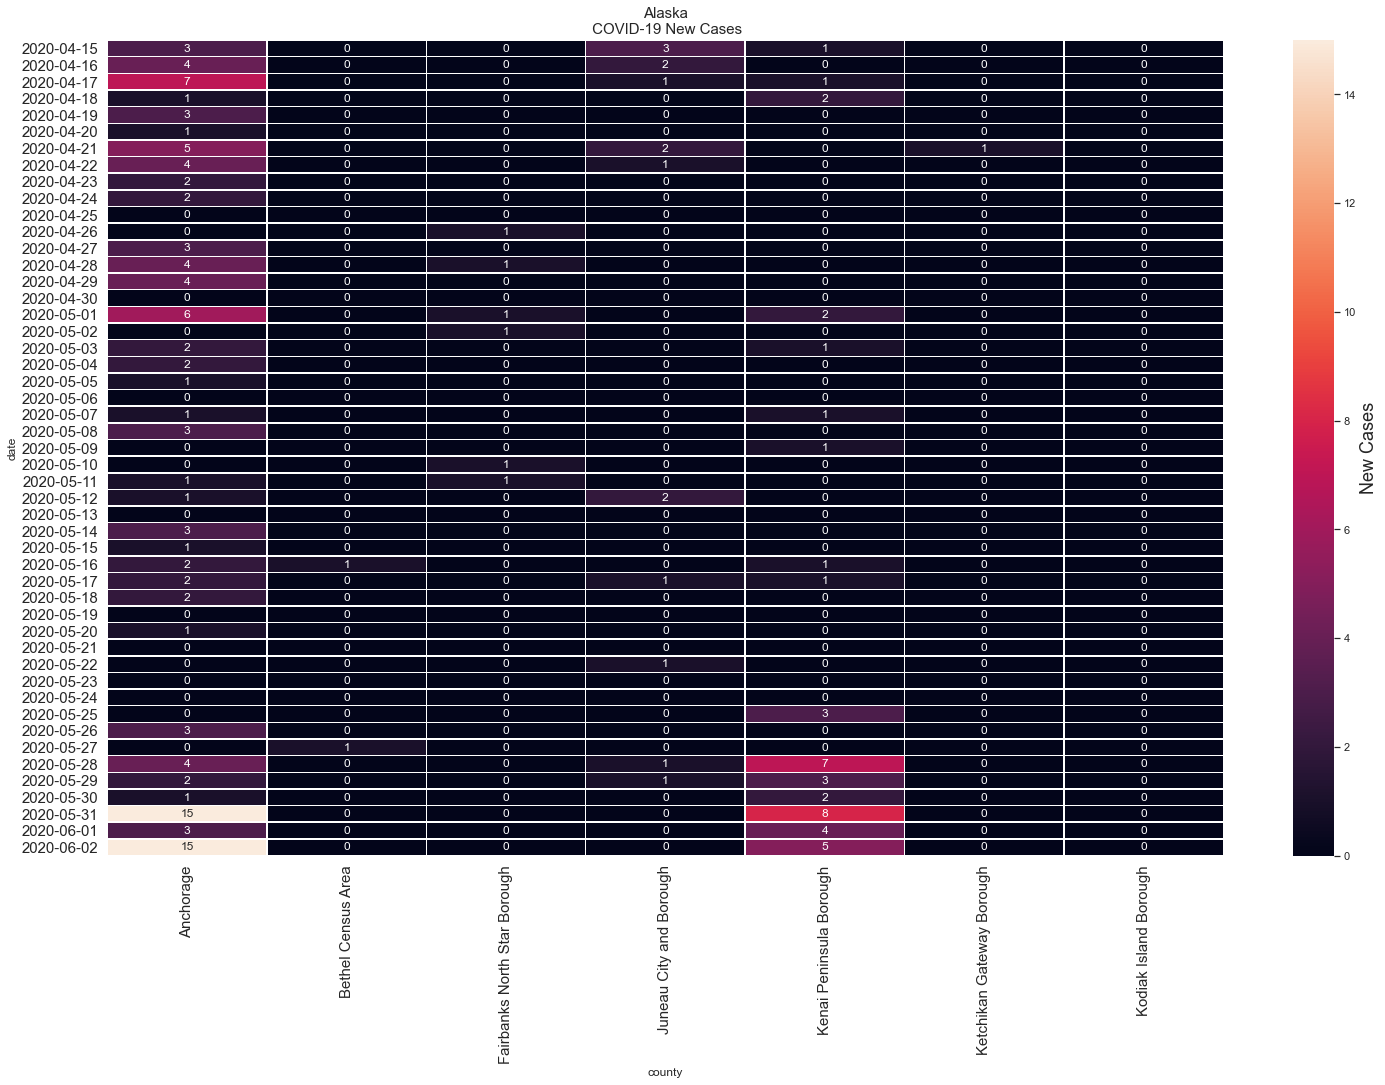 Alaska
COVID-19 New Cases
2020-04-15 3 0 0 3 1 0 0
2020-04-16 4 0 0 2 0 0 0
2020-04-17 7 0 0 1 1 0 0
2020-04-18 1 0 0 0 2 0 0
2020-04-19 3 0 0 0 0 0 0
2020-04-20 1 0 0 0 0 0 0
2020-04-21 5 0 0 2 0 1 0
2020-04-22 4 0 0 1 0 0 0
2020-04-23 2 0 0 0 0 0 0
2020-04-24 2 0 0 0 0 0 0
2020-04-25 0 0 0 0 0 0 0
2020-04-26 0 0 1 0 0 0 0
2020-04-27 3 0 0 0 0 0 0
2020-04-28 4 0 1 0 0 0 0
2020-04-29 4 0 0 0 0 0 0
2020-04-30 0 0 0 0 0 0 0
2020-05-01 6 0 1 0 2 0 0
2020-05-02 0 0 1 0 0 0 0
2020-05-03 2 0 0 0 1 0 0
2020-05-04 2 0 0 0 0 0 0
2020-05-05 1 0 0 0 0 0 0
2020-05-06 0 0 0 0 0 0 0
2020-05-07 1 0 0 0 1 0 0
2020-05-08 3 0 0 0 0 0 0
2020-05-09 0 0 0 0 1 0 0
2020-05-10 0 0 1 0 0 0 0
2020-05-11 1 0 1 0 0 0 0
2020-05-12 1 0 0 2 0 0 0
2020-05-13 0 0 0 0 0 0 0
2020-05-14 3 0 0 0 0 0 0
2020-05-15 1 0 0 0 0 0 0
2020-05-16 2 1 0 0 1 0 0
2020-05-17 2 0 0 1 1 0 0
2020-05-18 2 0 0 0 0 0 0
2020-05-19 0 0 0 0 0 0 0
2020-05-20 1 0 0 0 0 0 0
2020-05-21 0 0 0 0 0 0 0
2020-05-22 0 0 0 1 0 0 0
2020-05-23 0 0 0 0 0 0 0
2020-05-24 0 0 0 0 0 0 0
2020-05-25 0 0 0 0 3 0 0
2020-05-26 3 0 0 0 0 0 0
2020-05-27 0 1 0 0 0 0 0
2020-05-28 4 0 0 1 7 0 0
2020-05-29 2 0 0 1 3 0 0
2020-05-30 1 0 0 0 2 0 0
2020-05-31 15 0 0 0 8 0 0
2020-06-01 3 0 0 0 4 0 0
2020-06-02 15 0 0 0 5 0 0
date
Anchorage
Bethel Census Area
Fairbanks North Star Borough
Juneau City and Borough
Kenai Peninsula Borough
Ketchikan Gateway Borough
Kodiak Island Borough
county
14
12
10
8
6
4
2
0
New Cases